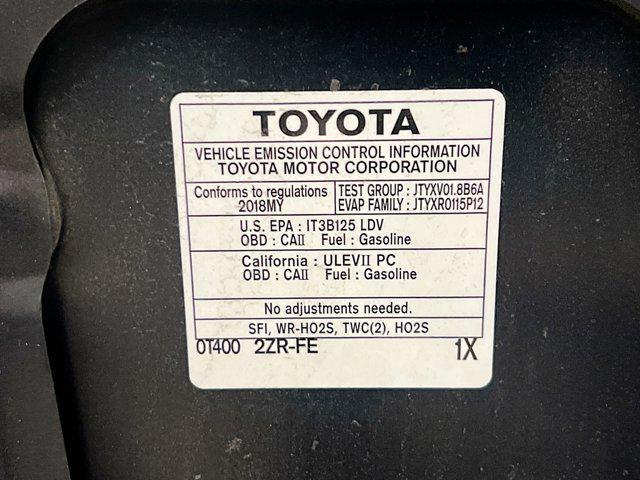 TOYOTA
VEHICLE EMISSION CONTROL INFORMATION
TOYOTA MOTOR CORPORATION
Conforms to regulations
2018MY
TEST GROUP : JTYXV01.8B6A
EVAP FAMILY : JTYXR0115P12
U.S. EPA : IT3B125 LDV
OBD : CAII Fuel : Gasoline
California : ULEVII PC
OBD : CAII Fuel : Gasoline
No adjustments needed.
SFI, WR-HO2S, TWC(2), HO2S
0T400 2ZR-FE 1X